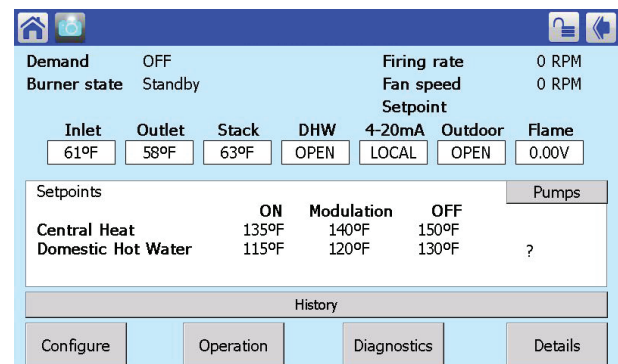 Demand OFF Firing rate 0 RPM
Burner state Standby Fan speed 0 RPM
Setpoint
Inlet Outlet Stack DHW 4-20mA Outdoor Flame
61ºF 58ºF 63ºF OPEN LOCAL OPEN 0.00V
Setpoints Pumps
ON Modulation OFF
Central Heat 135ºF 140ºF 150ºF
Domestic Hot Water 115ºF 120ºF 130ºF ?
History
Configure Operation Diagnostics Details